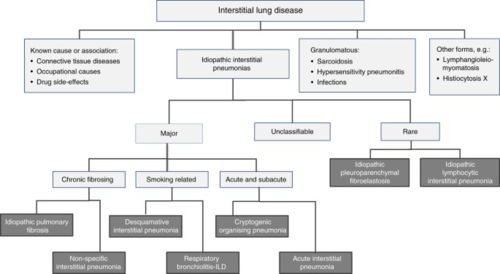 Interstitial lung disease
Known cause or association:
• Connective tissue diseases
• Occupational causes
• Drug side-effects
Idiopathic interstitial
pneumonias
Granulomatous:
• Sarcoidosis
• Hypersensitivity pneumonitis
• Infections
Other forms, e.g.:
• Lymphangioleio-
myomatosis
• Histiocytosis X
Major
Unclassifiable
Rare
Idiopathic
pleuroparenchymal
fibroelsastosis
Idiopathic
lymphocytic
interstitial pneumonia
Chronic fibrosing
Smoking related
Acute and subacute
Idiopathic pulmonary
fibrosis
Desquamative
interstitial pneumonia
Cryptogenic
organising pneumonia
Non-specific
interstitial pneumonia
Respiratory
bronchiolitis-ILD
Acute interstitial
pneumonia